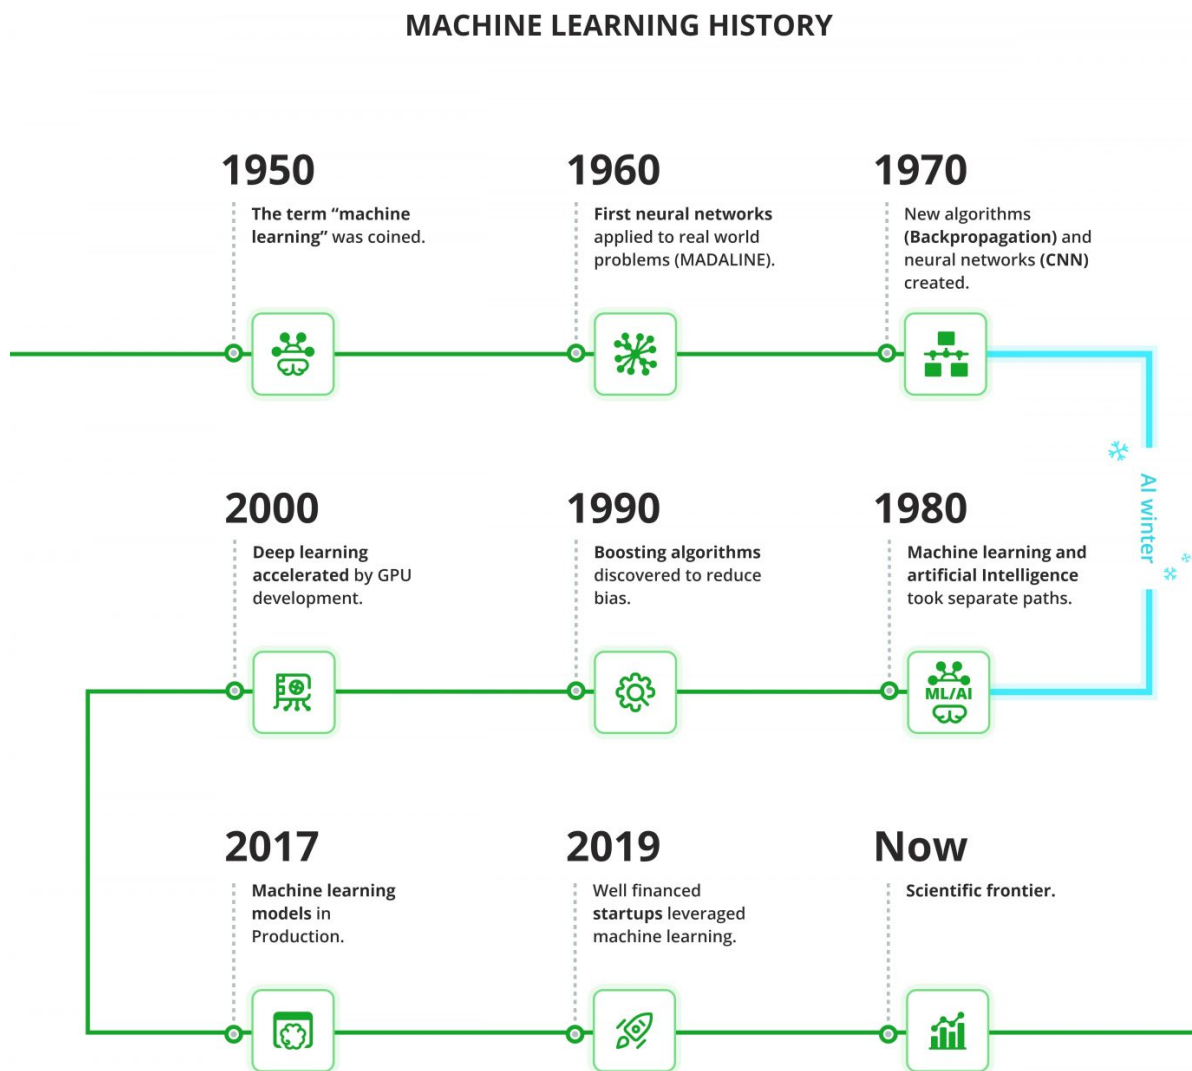 MACHINE LEARNING HISTORY
1950
The term “machine
learning” was coined.
1960
First neural networks
applied to real world
problems (MADALINE).
1970
New algorithms
(Backpropagation) and
neural networks (CNN)
created.
AI winter
1980
Machine learning and
artificial Intelligence
took separate paths.
ML/AI
1990
Boosting algorithms
discovered to reduce
bias.
2000
Deep learning
accelerated by GPU
development.
2017
Machine learning
models in
Production.
2019
Well financed
startups leveraged
machine learning.
Now
Scientific frontier.